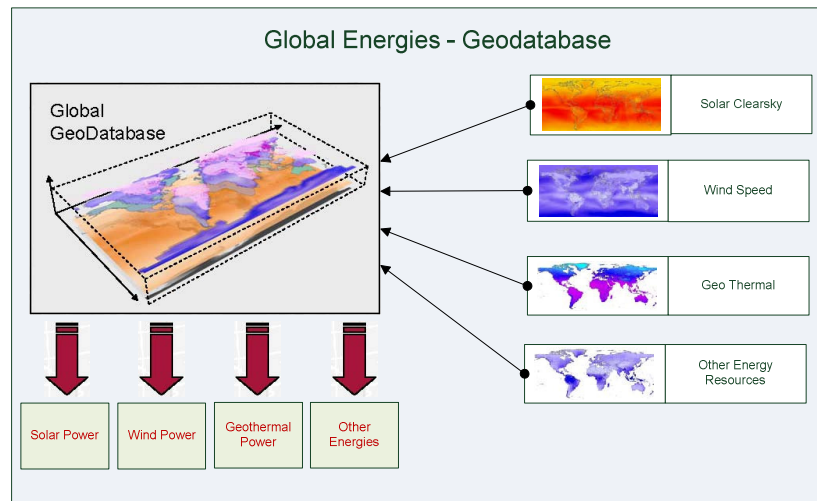 Global Energies - Geodatabase
Global
GeoDatabase
Solar Clearsky
Wind Speed
Geo Thermal
Other Energy
Resources
Solar Power
Wind Power
Geothermal
Power
Other
Energies